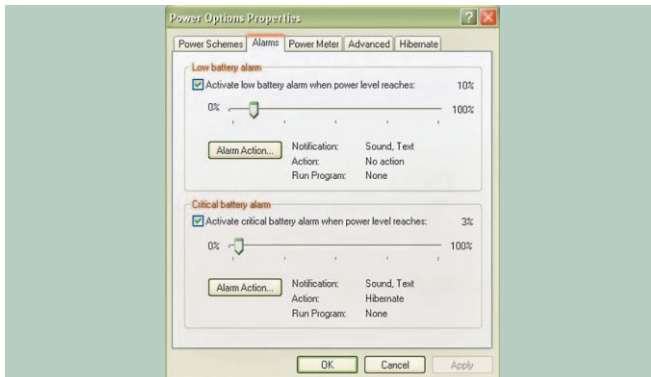 Power Options Properties
Power Schemes Alarms Power Meter Advanced Hibernate
Low battery alarm
Activate low battery alarm when power level reaches: 10%
0% 100%
Alarm Action... Notification: Sound, Text
Action: No action
Run Program: None
Critical battery alarm
Activate critical battery alarm when power level reaches: 3%
0% 100%
Alarm Action... Notification: Sound, Text
Action: Hibernate
Run Program: None
OK Cancel Apply